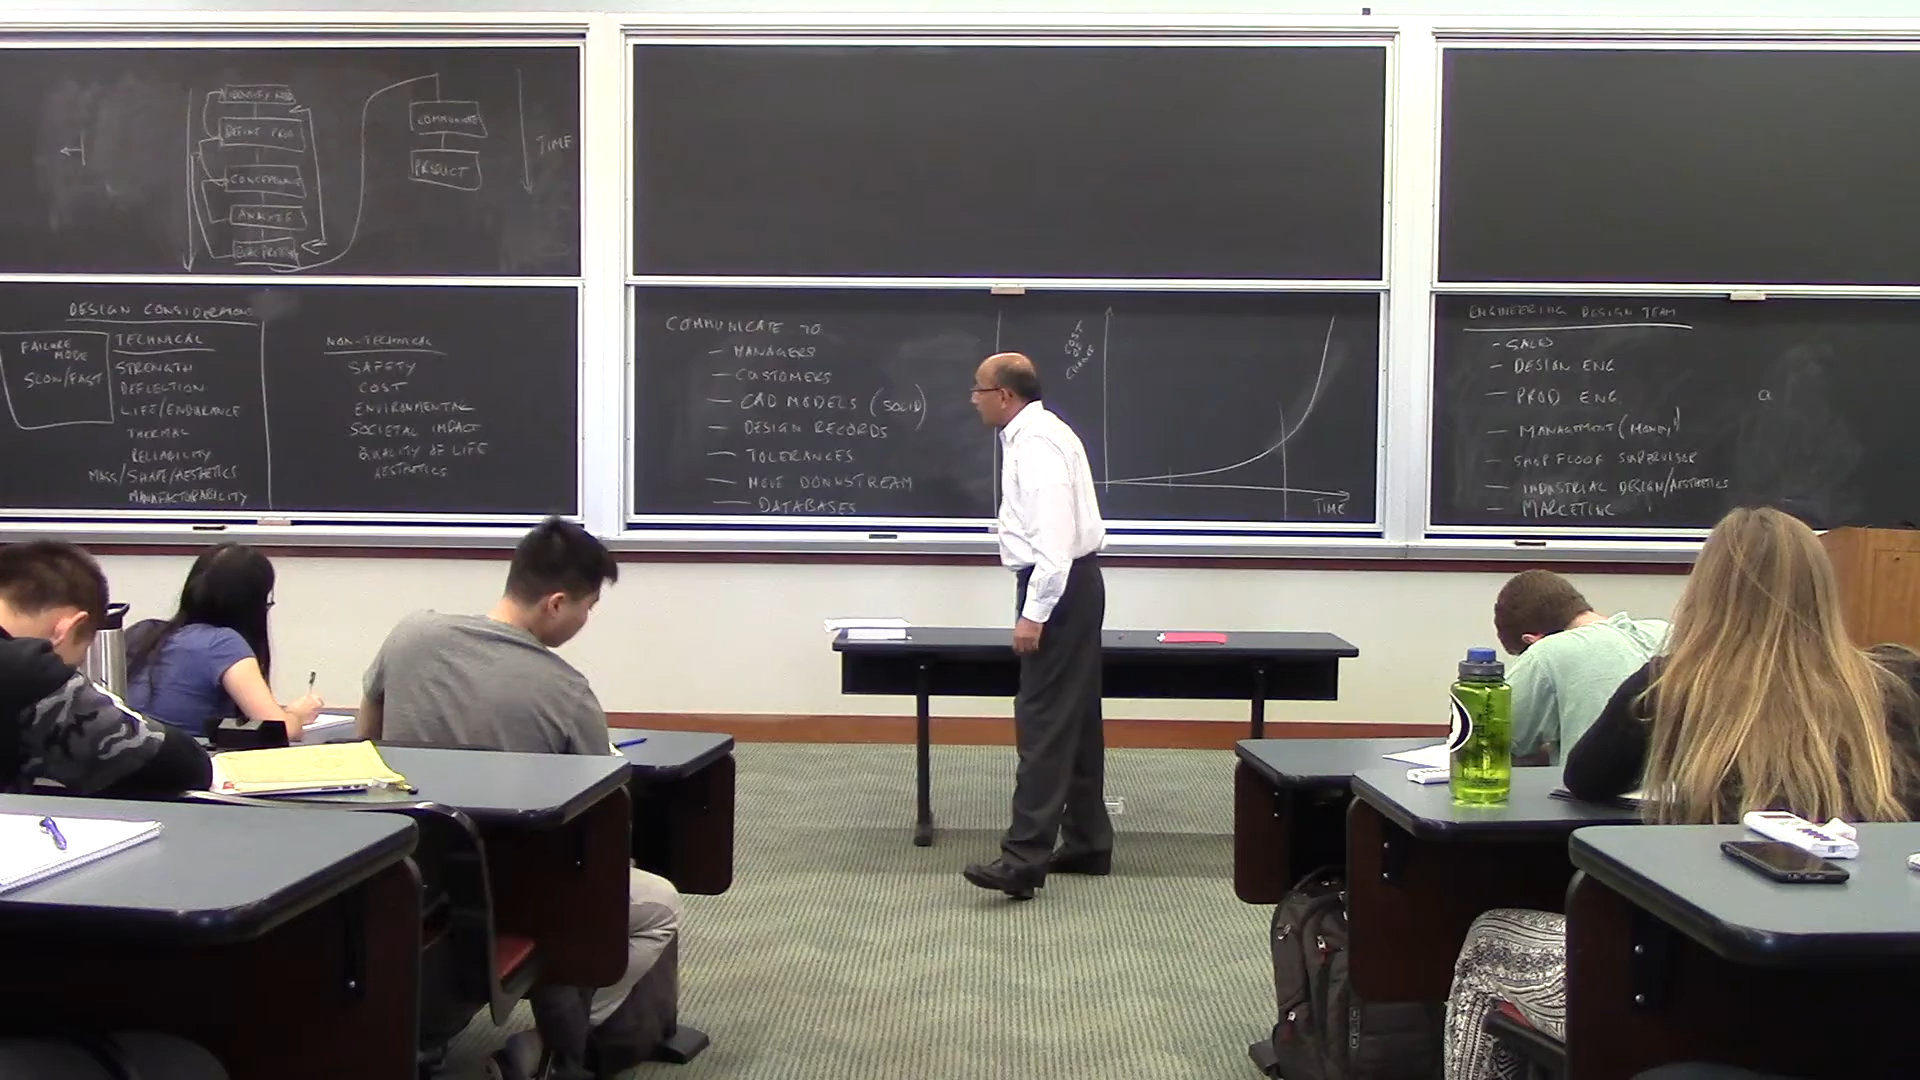 IDENTIFY NEED
DEFINE PROB
CONCEPTUALIZE
ANALYZE
COMMUNICATE
PRODUCT
TIME
DESIGN CONSIDERATIONS
FAILURE MODE
SLOW/FAST
TECHNICAL
STRENGTH
DEFLECTION
LIFE/ENDURANCE
THERMAL
RELIABILITY
MASS/SHAPE/AESTHETICS
MANAFACTURABILITY
NON-TECHNICAL
SAFETY
COST
ENVIRONMENTAL
SOCIETAL IMPACT
QUALITY OF LIFE
AESTHETICS
COMMUNICATE TO
— MANAGERS
— CUSTOMERS
— CAD MODELS (SOLID)
— DESIGN RECORDS
— TOLERANCES
— MOVE DOWNSTREAM
— DATABASES
COST
OF
CHANGE
TIME
ENGINEERING DESIGN TEAM
- SALES
- DESIGN ENG
- PROD ENG.
- MANAGEMENT (MONEY)
- SHOP FLOOR SUPERVISOR
- INDUSTRIAL DESIGN/AESTHETICS
- MARKETING
a